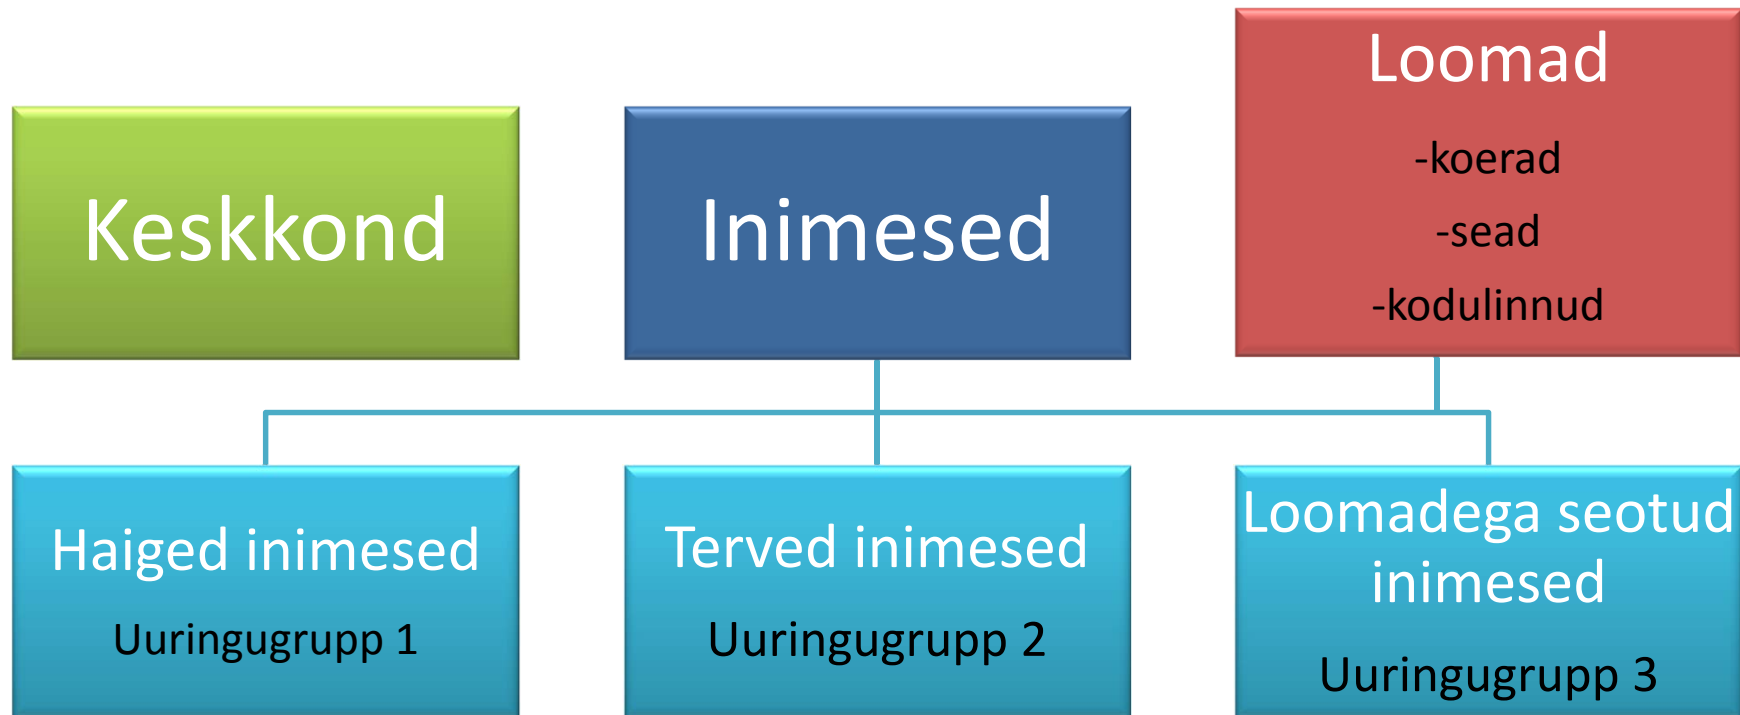 Keskkond
Inimesed
Loomad
-koerad
-sead
-kodulinnud
Haiged inimesed
Uuringugrupp 1
Terved inimesed
Uuringugrupp 2
Loomadega seotud
inimesed
Uuringugrupp 3